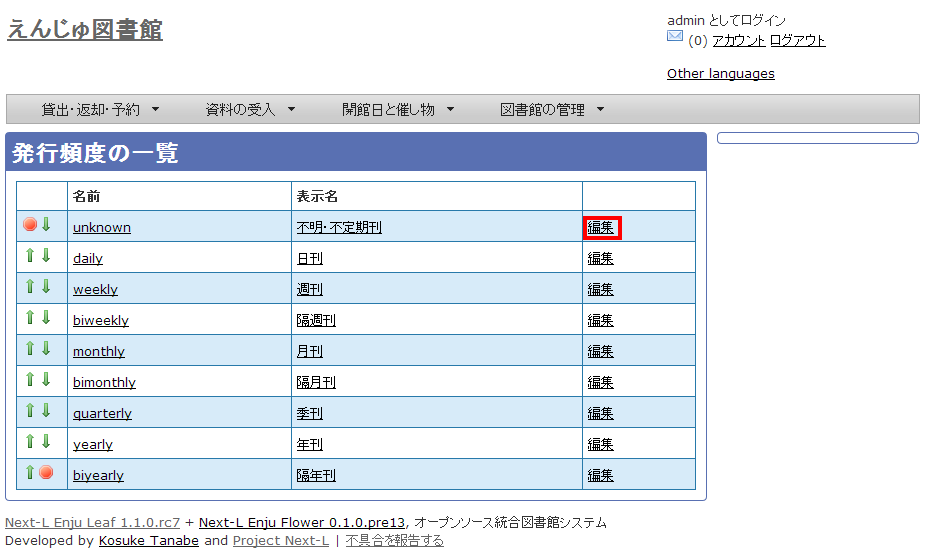 えんじゅ図書館
admin としてログイン
(0) アカウント ログアウト
Other languages
貸出・返却・予約 資料の受入 開館日と催し物 図書館の管理
発行頻度の一覧
名前 表示名
unknown 不明・不定期刊 編集
daily 日刊 編集
weekly 週刊 編集
biweekly 隔週刊 編集
monthly 月刊 編集
bimonthly 隔月刊 編集
quarterly 季刊 編集
yearly 年刊 編集
biyearly 隔年刊 編集
Next-L Enju Leaf 1.1.0.rc7 + Next-L Enju Flower 0.1.0.pre13, オープンソース統合図書館システム
Developed by Kosuke Tanabe and Project Next-L | 不具合を報告する